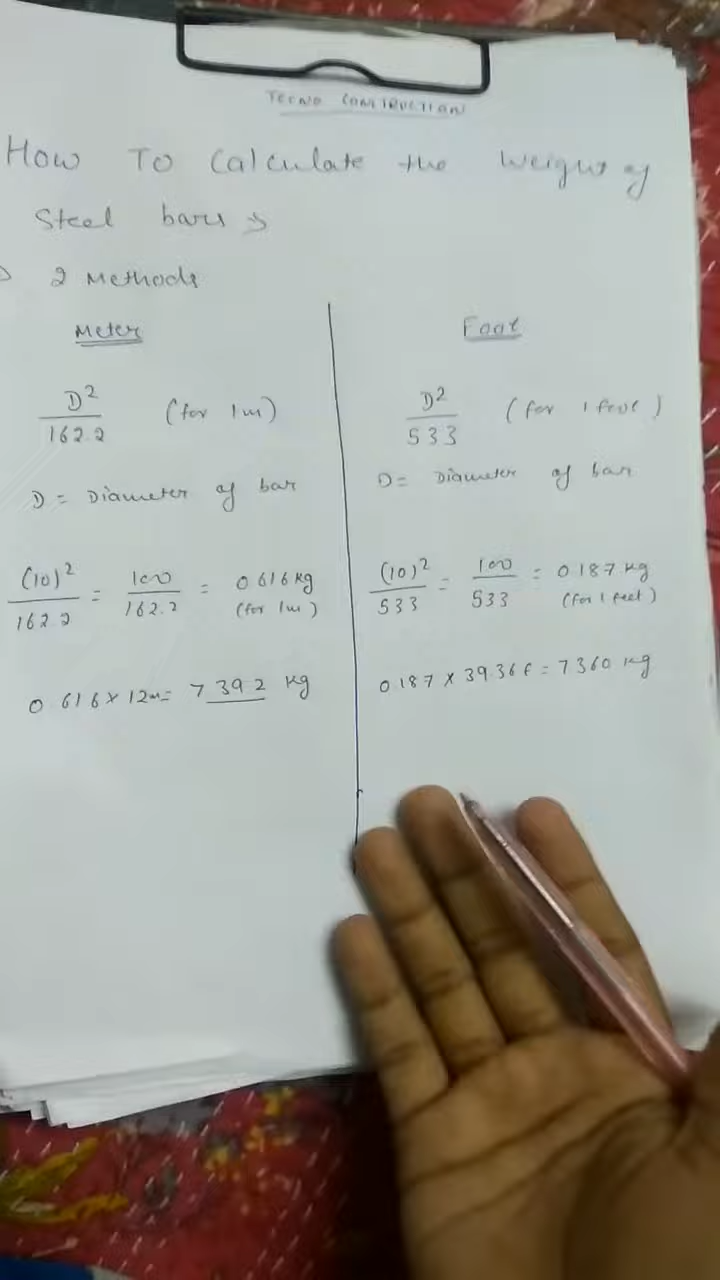 TECNO CONSTRUCTION
How To Calculate the Weight of
Steel bars
2 Methods
Meter
D²/162.2 (for 1m)
D = Diameter of bar
(10)²/162.2 = 100/162.2 = 0.616 kg
(for 1m)
0.616 x 12m = 7.392 kg
Foot
D²/533 (for 1 foot)
D = Diameter of bar
(10)²/533 = 100/533 = 0.187 kg
(for 1 feet)
0.187 x 39.36 f = 7.360 kg